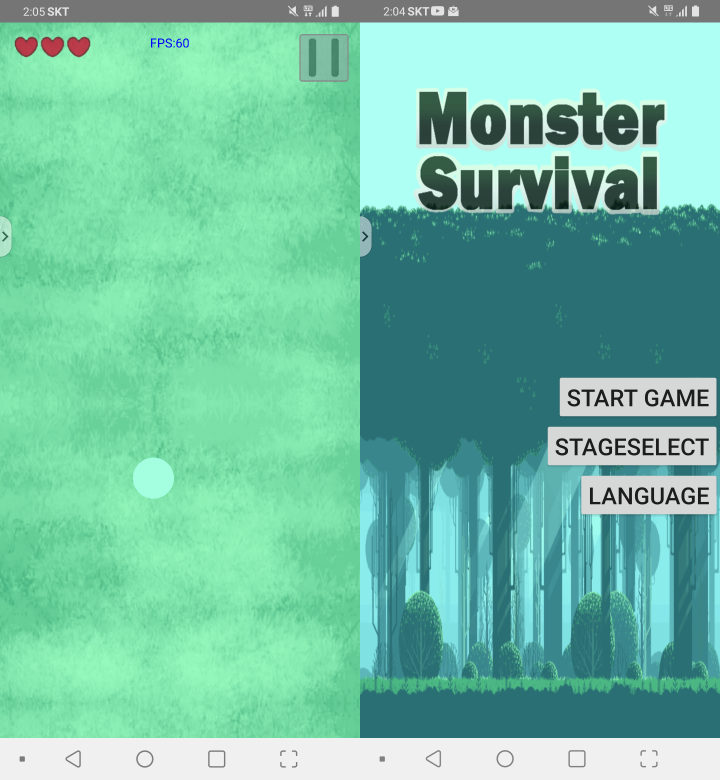 2:05 SKT
FPS:60
2:04 SKT
Monster
Survival
START GAME
STAGESELECT
LANGUAGE